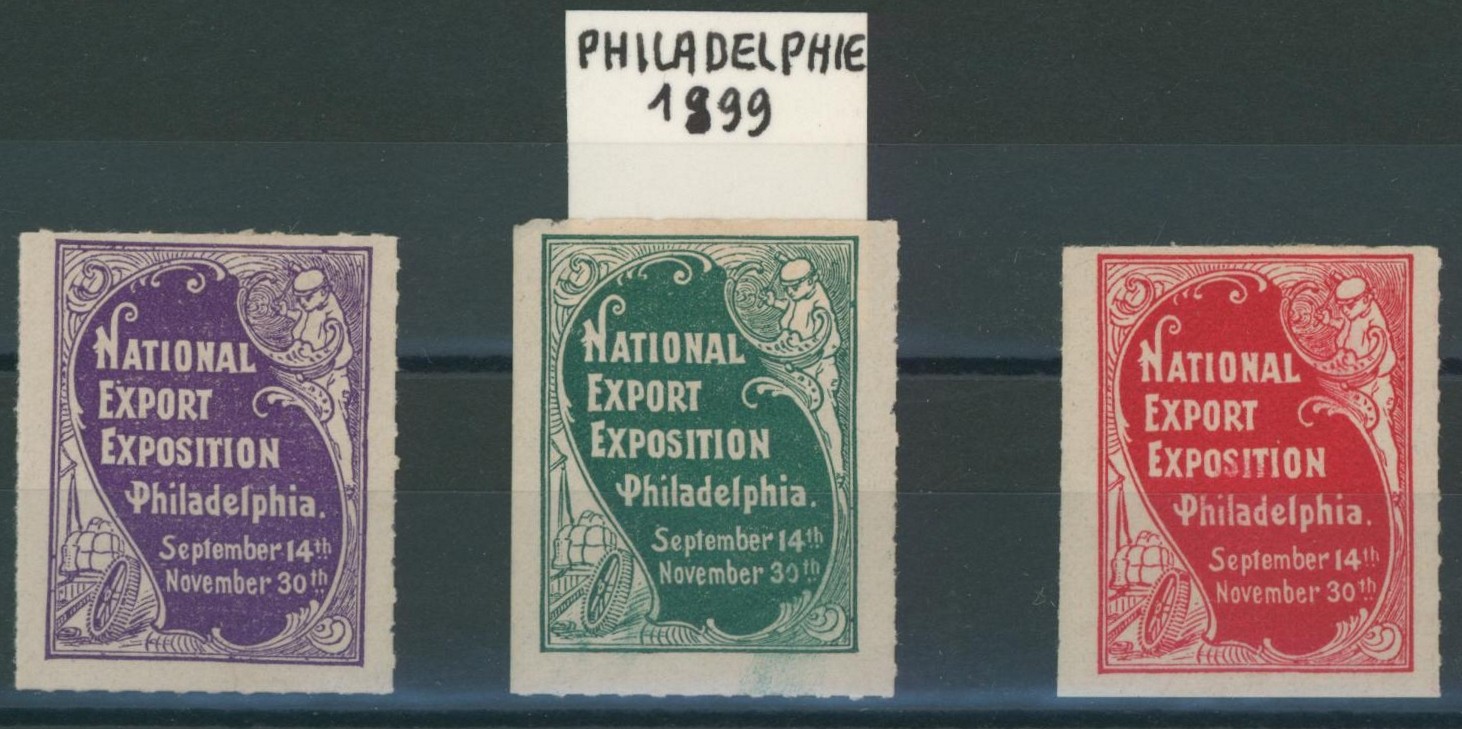 PHILADELPHIE
1899
NATIONAL
EXPORT
EXPOSITION
Philadelphia.
September 14th
November 30th
NATIONAL
EXPORT
EXPOSITION
Philadelphia.
September 14th
November 30th
NATIONAL
EXPORT
EXPOSITION
Philadelphia.
September 14th
November 30th